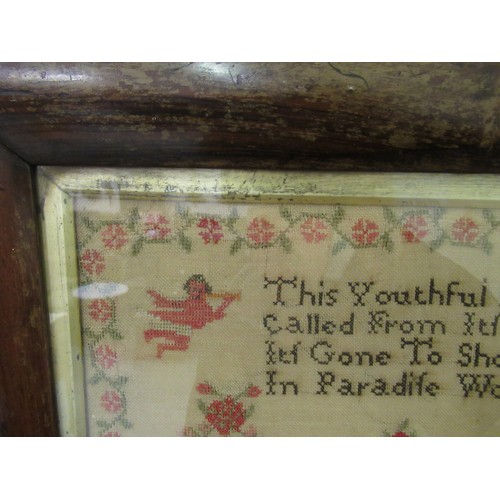 This Youthful
Called From Itſ
Itſ Gone To Sho
In Paradiſe Wo